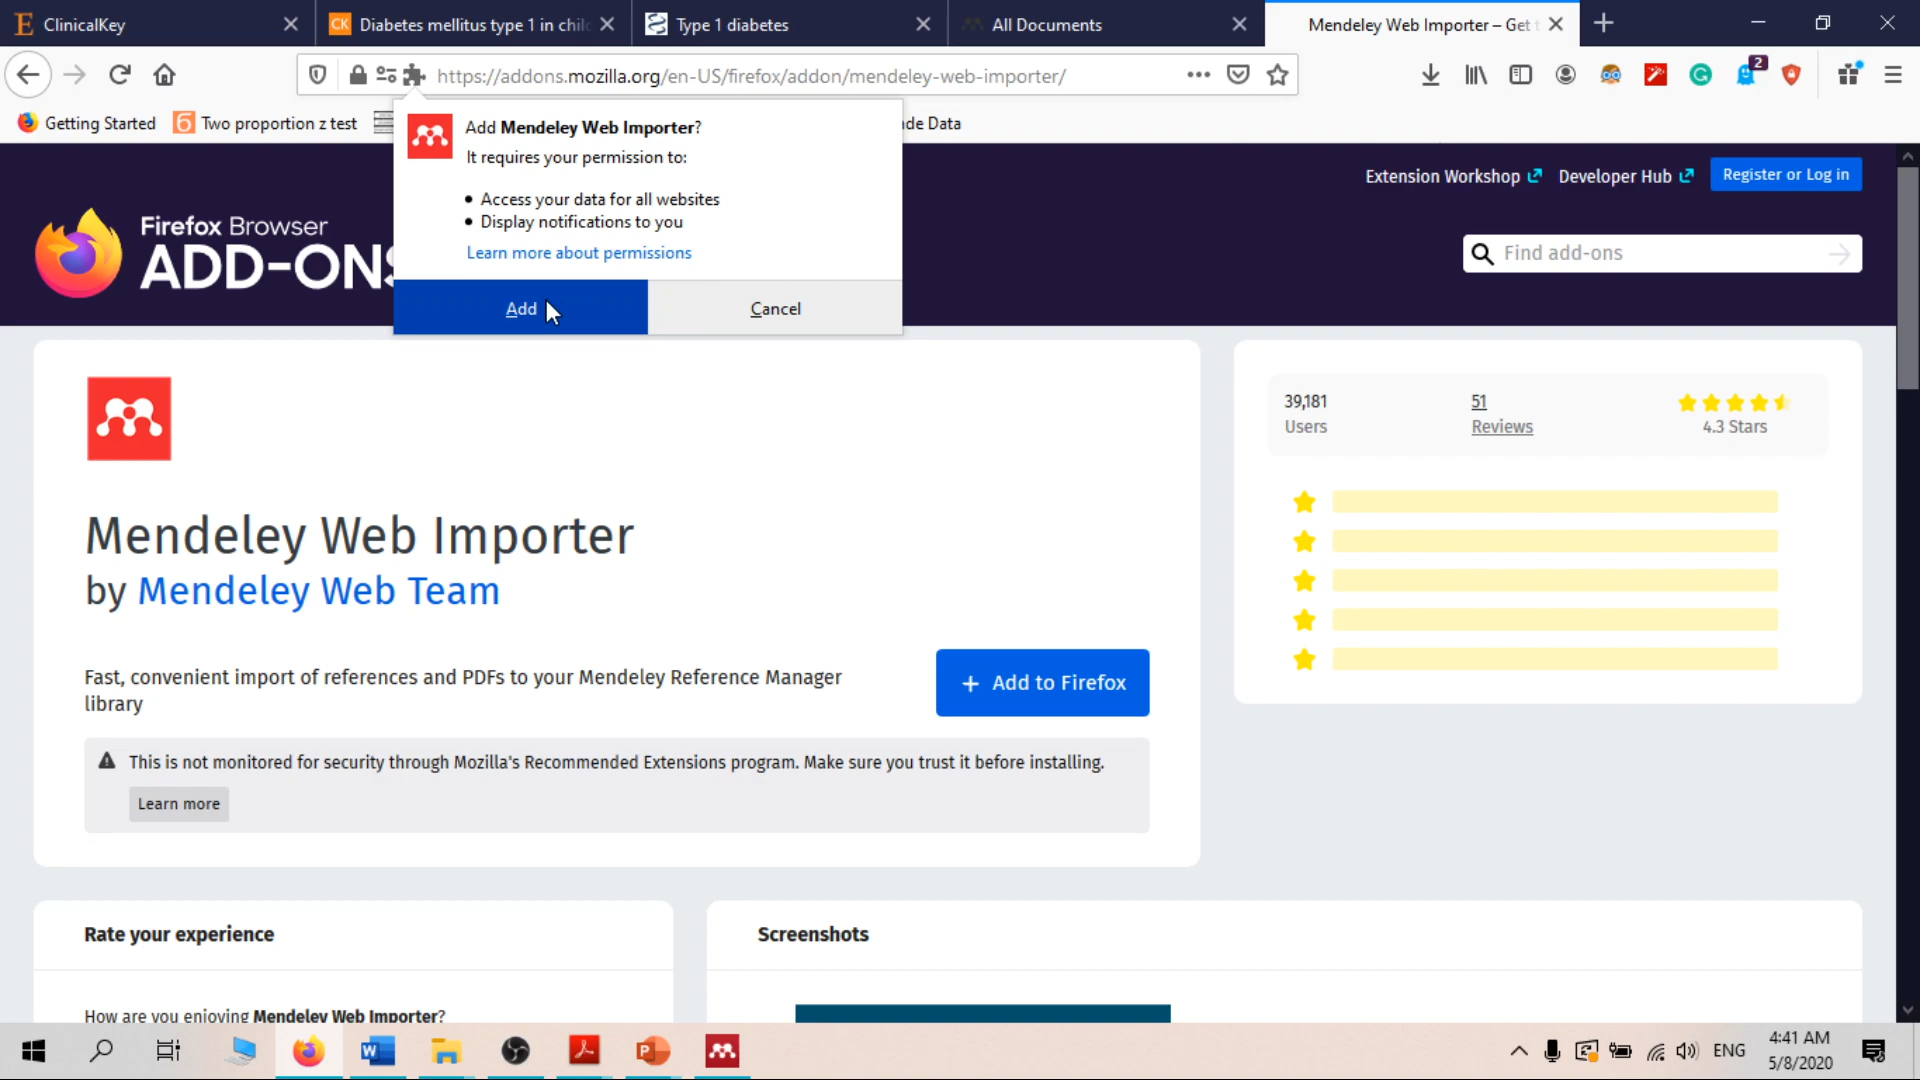 ClinicalKey
Diabetes mellitus type 1 in chil
Type 1 diabetes
All Documents
Mendeley Web Importer – Get t
https://addons.mozilla.org/en-US/firefox/addon/mendeley-web-importer/
2
Getting Started
Two proportion z test
de Data
Add Mendeley Web Importer?
It requires your permission to:
• Access your data for all websites
• Display notifications to you
Learn more about permissions
Add
Cancel
Extension Workshop
Developer Hub
Register or Log in
Firefox Browser
ADD-ONS
Find add-ons
Mendeley Web Importer
by Mendeley Web Team
Fast, convenient import of references and PDFs to your Mendeley Reference Manager
library
+ Add to Firefox
This is not monitored for security through Mozilla's Recommended Extensions program. Make sure you trust it before installing.
Learn more
39,181
Users
51
Reviews
4.3 Stars
Rate your experience
How are you enjoying Mendeley Web Importer?
Screenshots
ENG
4:41 AM
5/8/2020